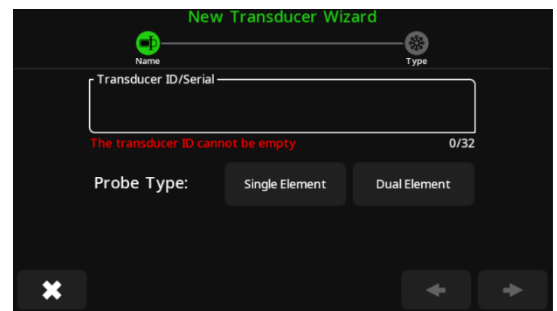 New Transducer Wizard
Name Type
Transducer ID/Serial
The transducer ID cannot be empty 0/32
Probe Type: Single Element Dual Element